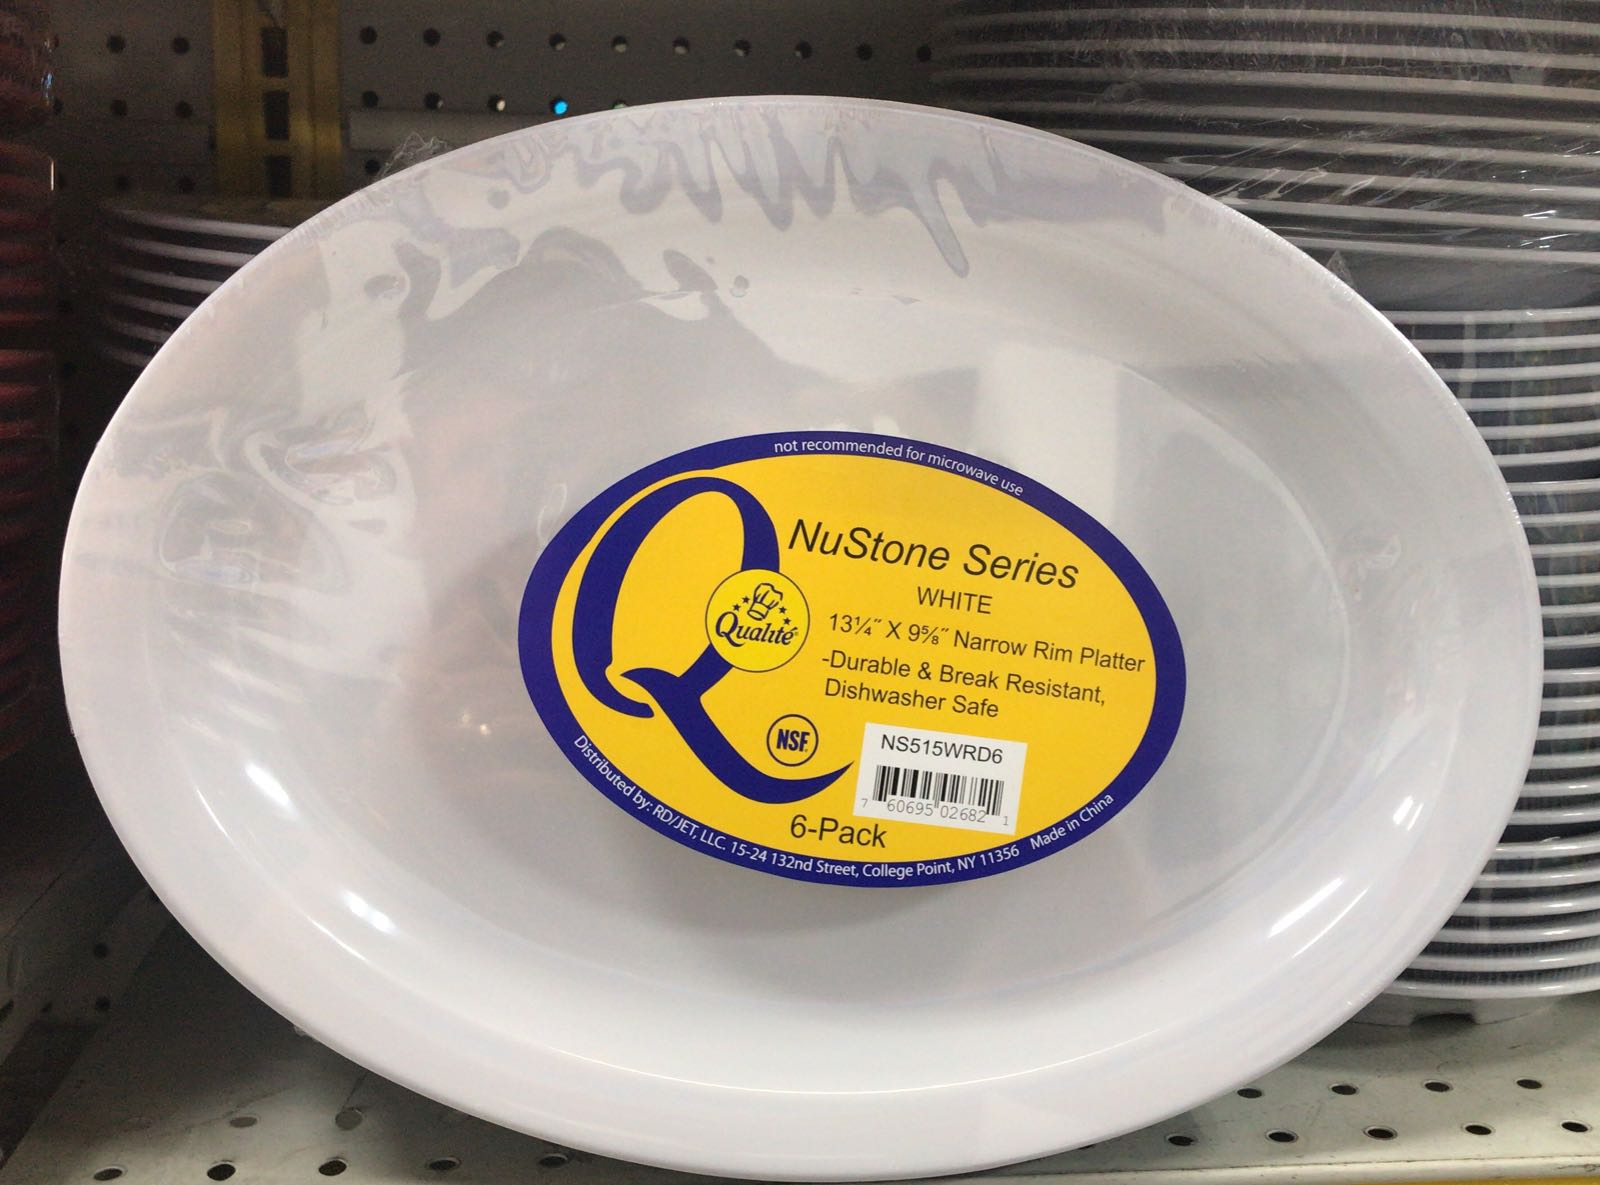 not recommended for microwave use
NuStone Series
WHITE
13¼″ X 9⅝″ Narrow Rim Platter
-Durable & Break Resistant,
Dishwasher Safe
Q
Qualité
NSF
NS515WRD6
7 60695 02682 1
6-Pack
Distributed by: RD/JET, LLC. 15-24 132nd Street, College Point, NY 11356 Made in China